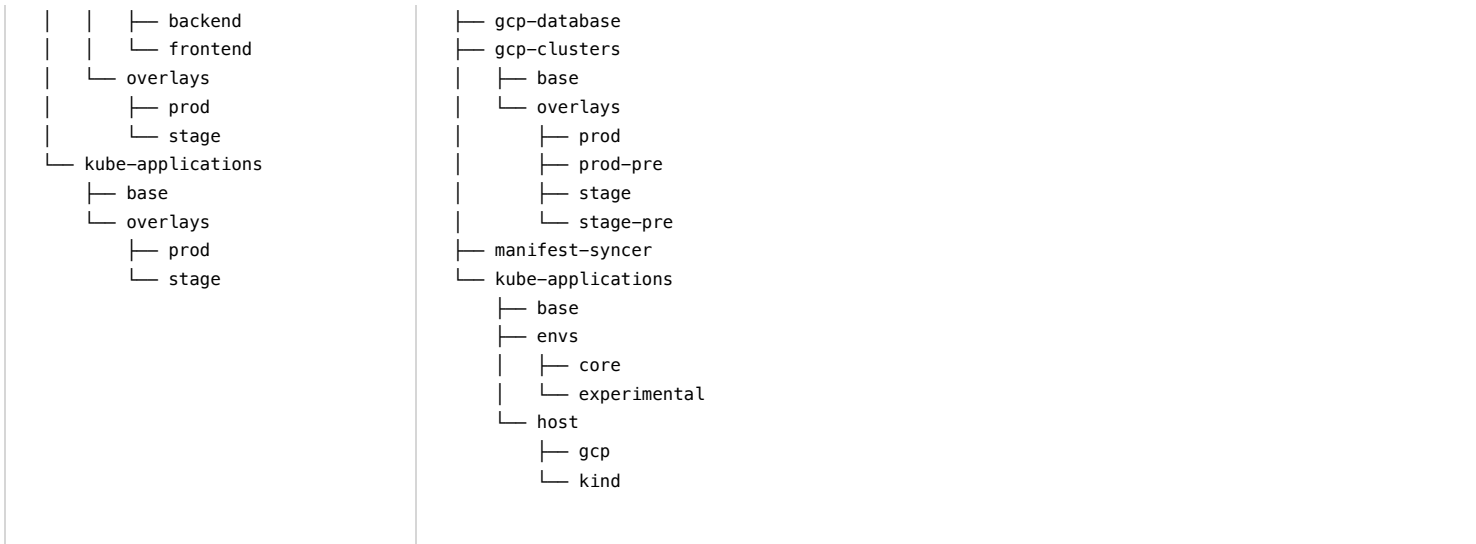 │   │   ├── backend
│   │   └── frontend
│   └── overlays
│       ├── prod
│       └── stage
└── kube-applications
    ├── base
    └── overlays
        ├── prod
        └── stage
├── gcp-database
├── gcp-clusters
│   ├── base
│   └── overlays
│       ├── prod
│       ├── prod-pre
│       ├── stage
│       └── stage-pre
├── manifest-syncer
└── kube-applications
    ├── base
    ├── envs
    │   ├── core
    │   └── experimental
    └── host
        ├── gcp
        └── kind